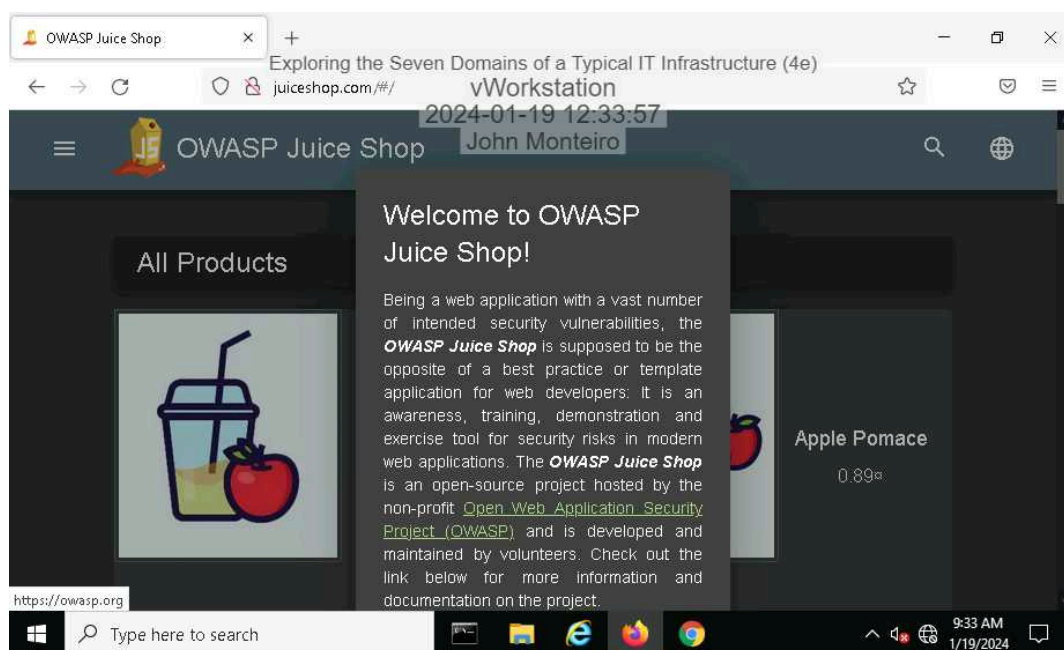 OWASP Juice Shop
Exploring the Seven Domains of a Typical IT Infrastructure (4e)
juiceshop.com/#/
vWorkstation
2024-01-19 12:33:57
John Monteiro
JS
OWASP Juice Shop
Welcome to OWASP
Juice Shop!
All Products
Being a web application with a vast number
of intended security vulnerabilities, the
OWASP Juice Shop is supposed to be the
opposite of a best practice or template
application for web developers: It is an
awareness, training, demonstration and
exercise tool for security risks in modern
web applications. The OWASP Juice Shop
is an open-source project hosted by the
non-profit Open Web Application Security
Project (OWASP) and is developed and
maintained by volunteers. Check out the
link below for more information and
documentation on the project.
Apple Pomace
0.89¤
https://owasp.org
Type here to search
9:33 AM
1/19/2024